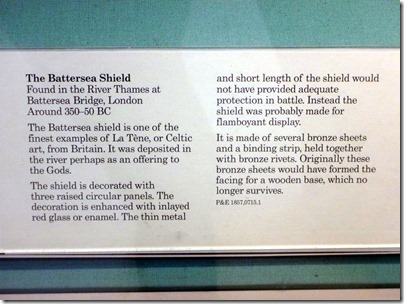 The Battersea Shield
Found in the River Thames at
Battersea Bridge, London
Around 350–50 BC
The Battersea shield is one of the
finest examples of La Tène, or Celtic
art, from Britain. It was deposited in
the river perhaps as an offering to
the Gods.
The shield is decorated with
three raised circular panels. The
decoration is enhanced with inlayed
red glass or enamel. The thin metal
and short length of the shield would
not have provided adequate
protection in battle. Instead the
shield was probably made for
flamboyant display.
It is made of several bronze sheets
and a binding strip, held together
with bronze rivets. Originally these
bronze sheets would have formed the
facing for a wooden base, which no
longer survives.
P&E 1857,0715.1